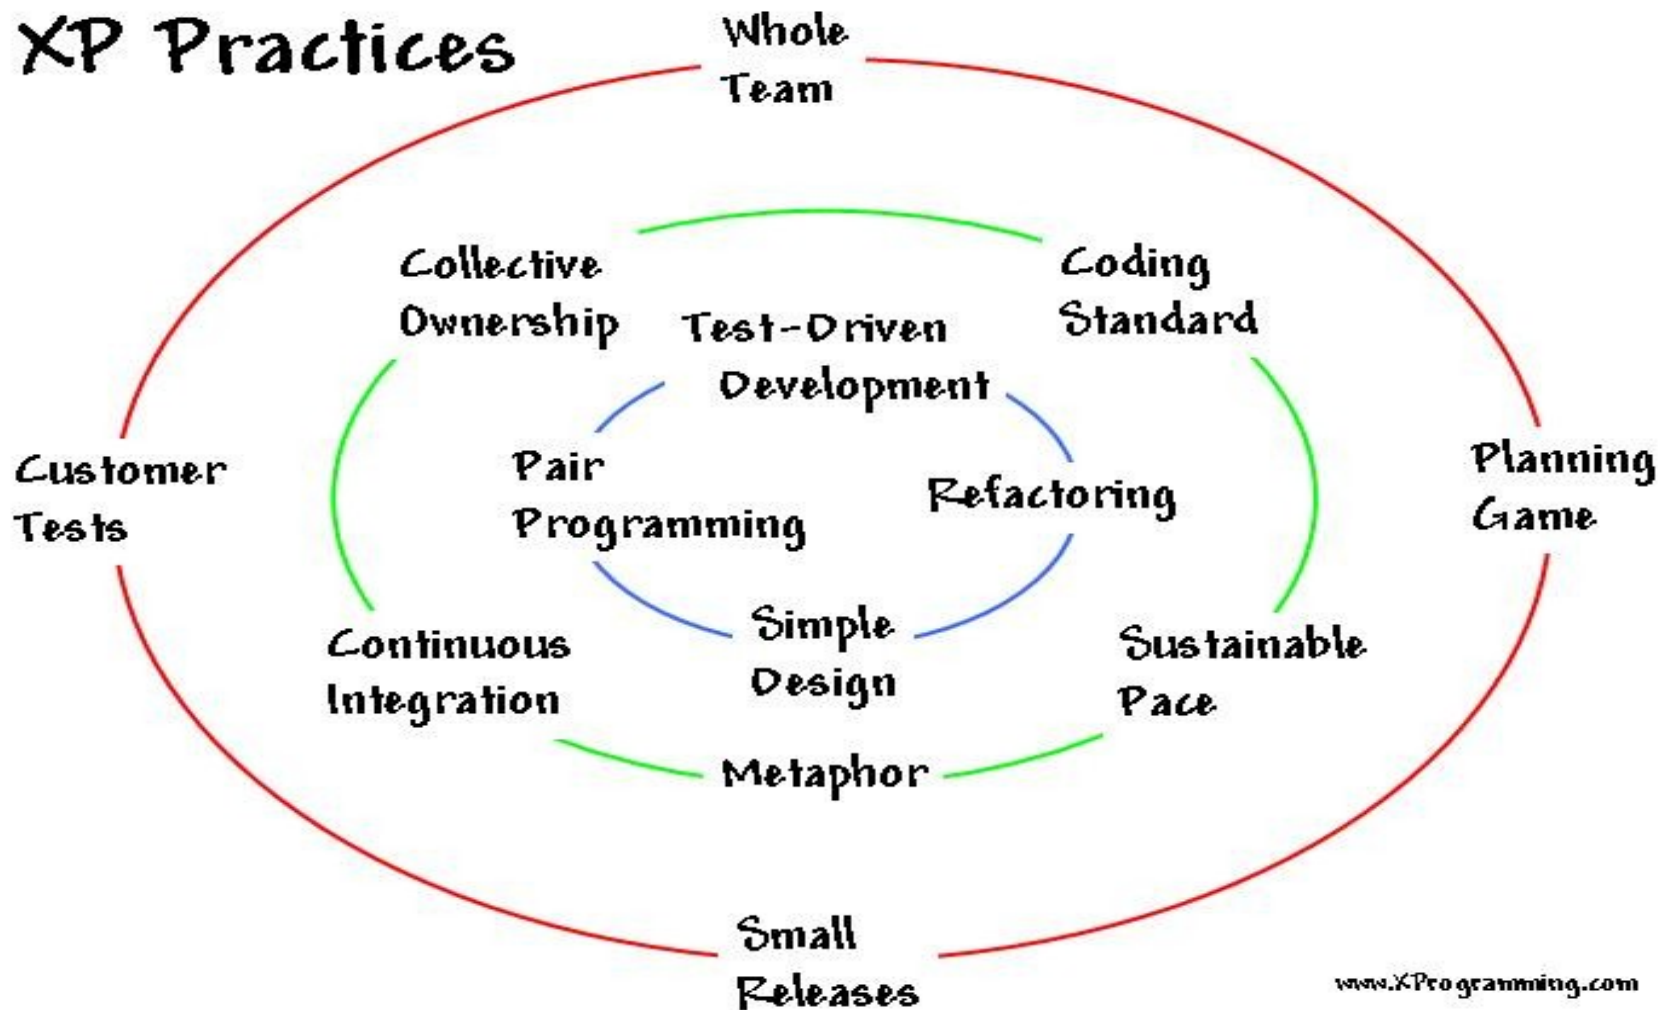 XP Practices
Whole
Team
Collective
Ownership
Coding
Standard
Test-Driven
Development
Customer
Tests
Pair
Programming
Refactoring
Planning
Game
Continuous
Integration
Simple
Design
Sustainable
Pace
Metaphor
Small
Releases
www.XProgramming.com